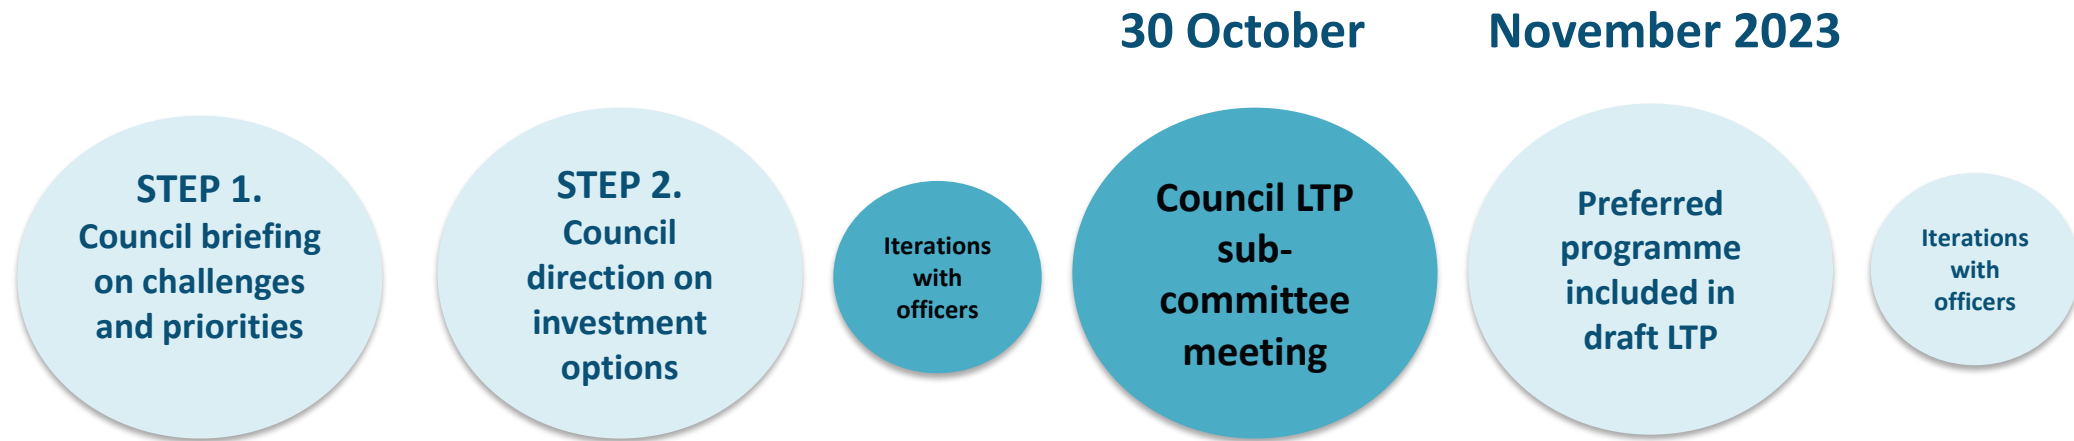 30 October
November 2023
STEP 1.
Council briefing
on challenges
and priorities
STEP 2.
Council
direction on
investment
options
Iterations
with
officers
Council LTP
sub-
committee
meeting
Preferred
programme
included in
draft LTP
Iterations
with
officers